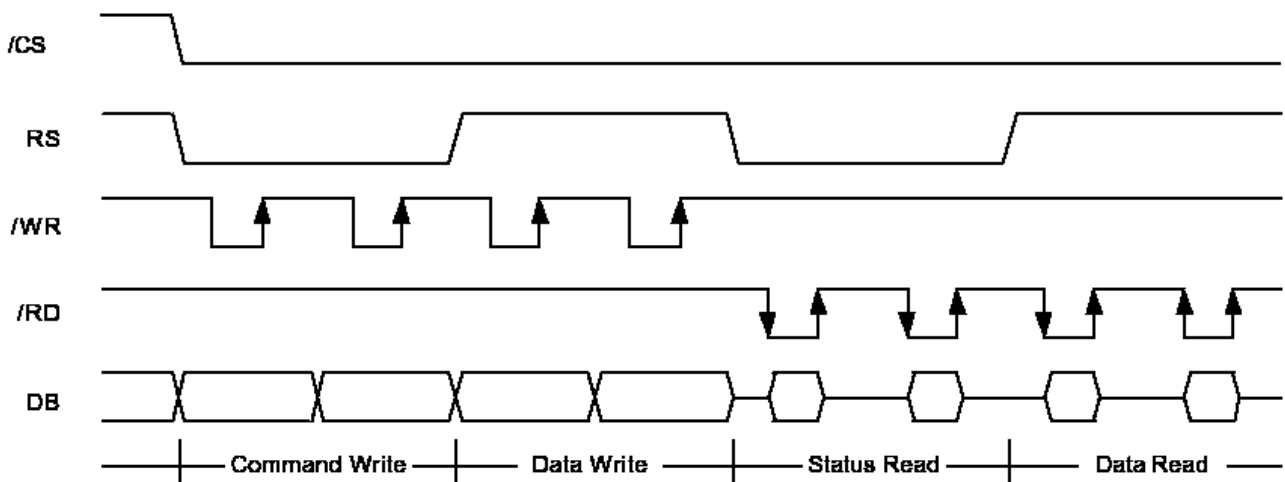 /CS
RS
/WR
/RD
DB
Command Write Data Write Status Read Data Read